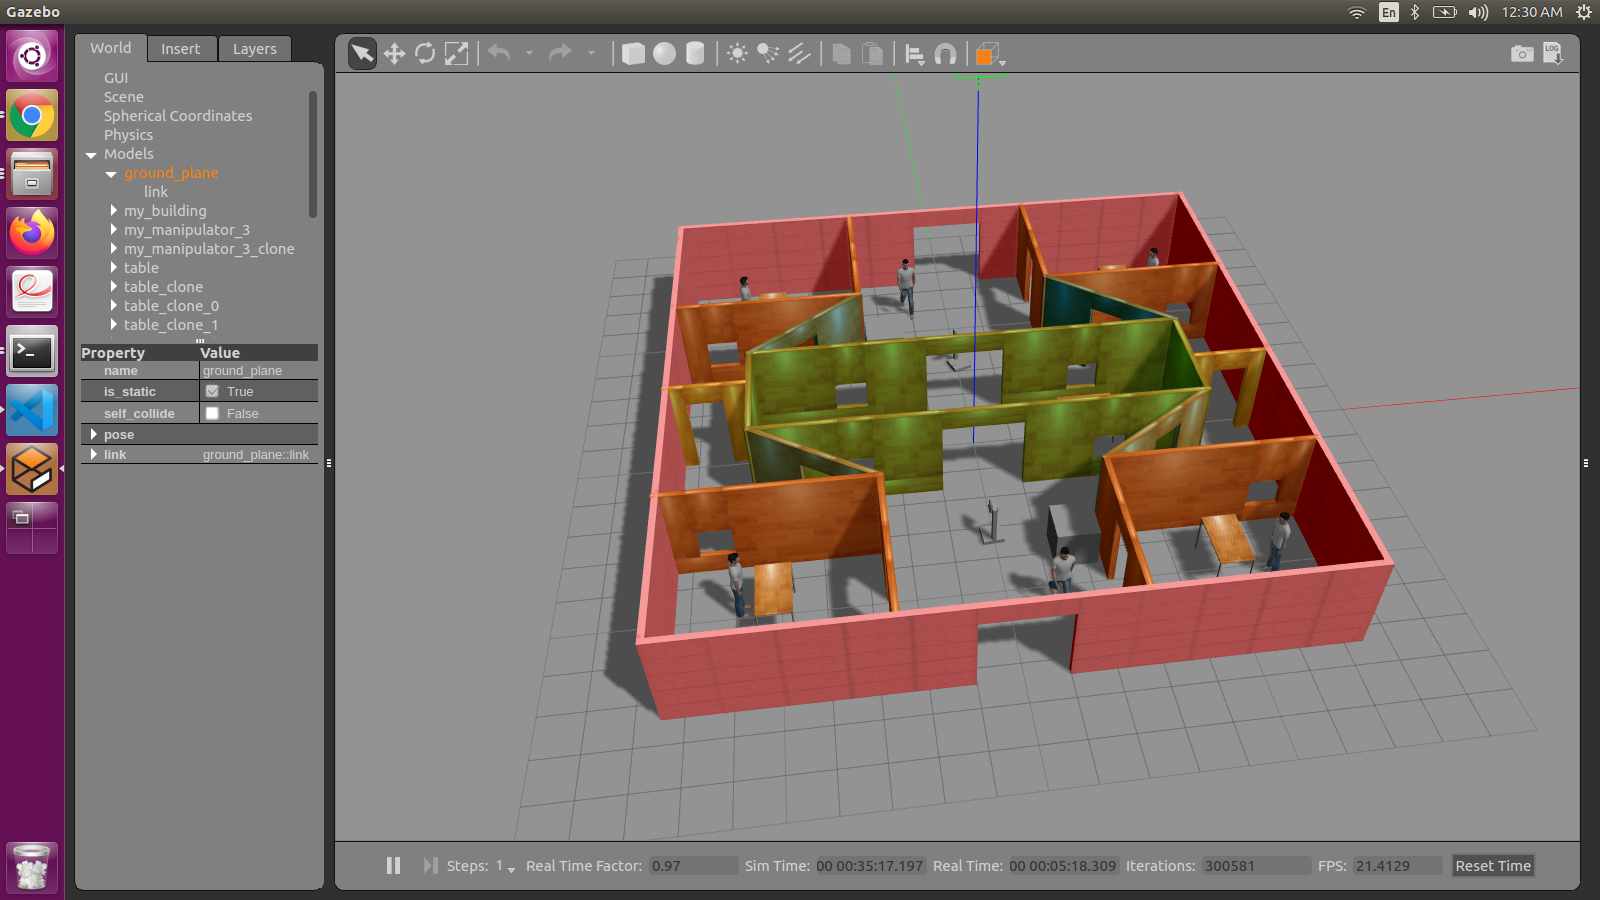 Gazebo
En
12:30 AM
World
Insert
Layers
LOG
GUI
Scene
Spherical Coordinates
Physics
Models
ground_plane
link
my_building
my_manipulator_3
my_manipulator_3_clone
table
table_clone
table_clone_0
table_clone_1
Property Value
name ground_plane
is_static True
self_collide False
pose
link ground_plane::link
Steps: 1 Real Time Factor: 0.97 Sim Time: 00 00:35:17.197 Real Time: 00 00:05:18.309 Iterations: 300581 FPS: 21.4129 Reset Time